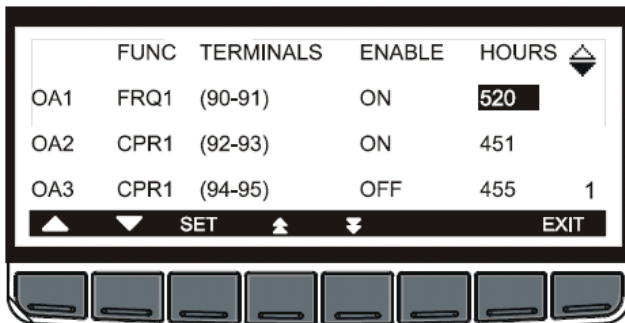 FUNC TERMINALS ENABLE HOURS
OA1 FRQ1 (90-91) ON 520
OA2 CPR1 (92-93) ON 451
OA3 CPR1 (94-95) OFF 455 1
SET EXIT